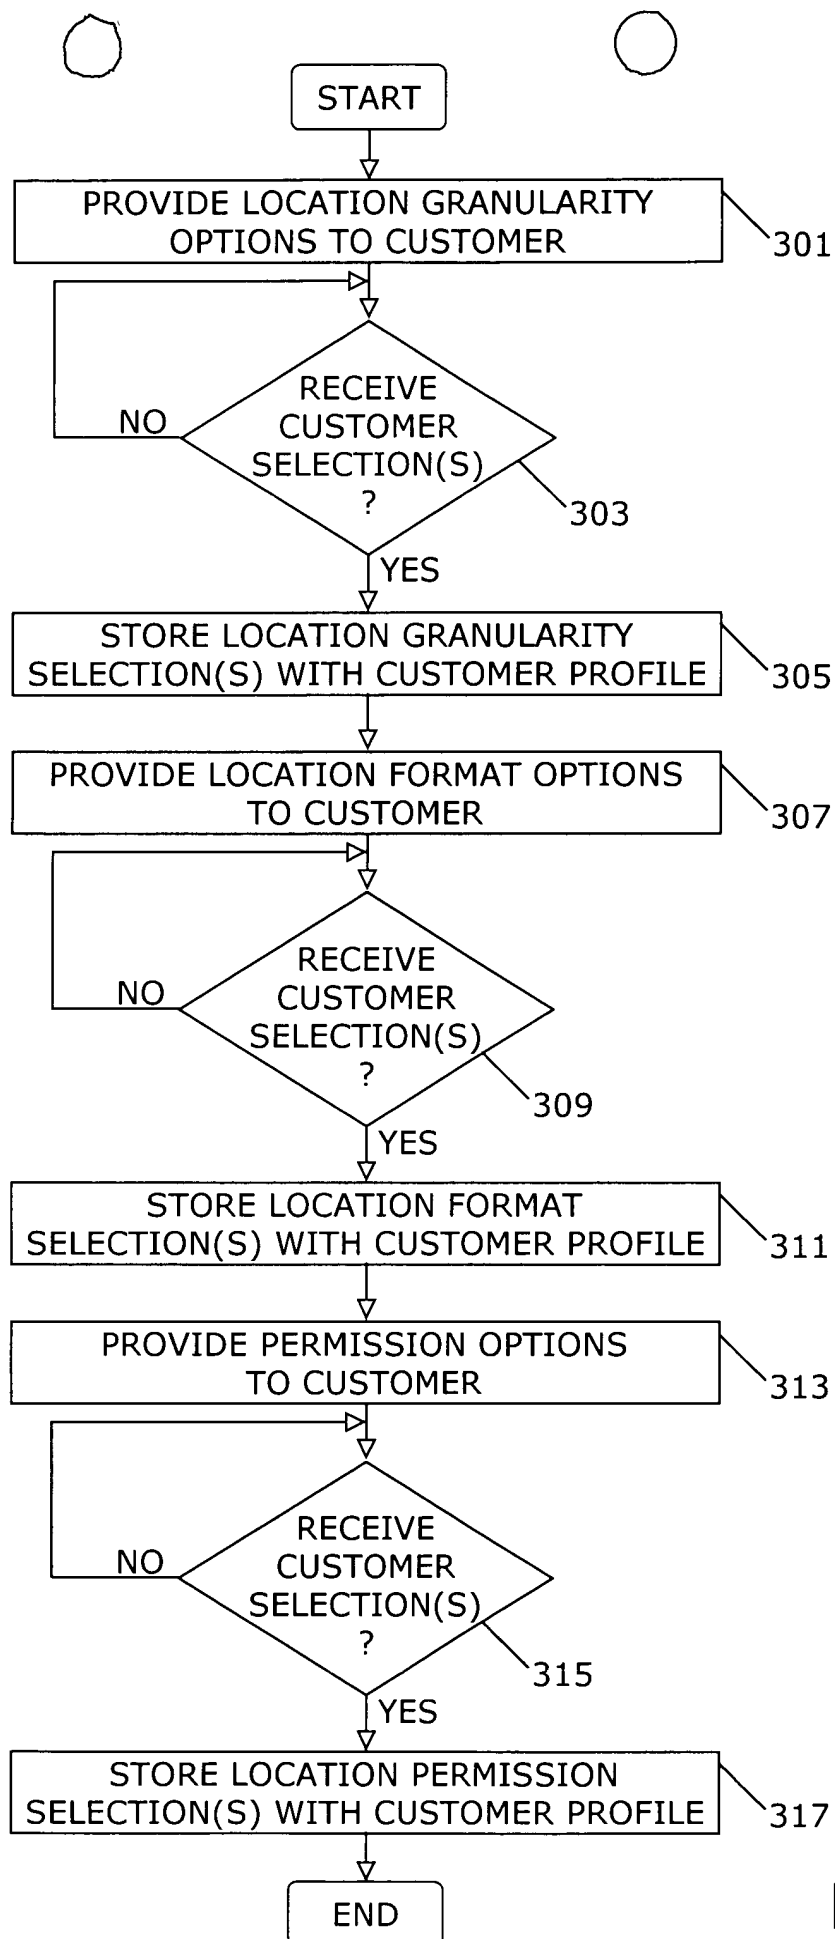 START
PROVIDE LOCATION GRANULARITY
OPTIONS TO CUSTOMER
301
RECEIVE
CUSTOMER
SELECTION(S)
?
NO
303
YES
STORE LOCATION GRANULARITY
SELECTION(S) WITH CUSTOMER PROFILE
305
PROVIDE LOCATION FORMAT OPTIONS
TO CUSTOMER
307
RECEIVE
CUSTOMER
SELECTION(S)
?
NO
309
YES
STORE LOCATION FORMAT
SELECTION(S) WITH CUSTOMER PROFILE
311
PROVIDE PERMISSION OPTIONS
TO CUSTOMER
313
RECEIVE
CUSTOMER
SELECTION(S)
?
NO
315
YES
STORE LOCATION PERMISSION
SELECTION(S) WITH CUSTOMER PROFILE
317
END